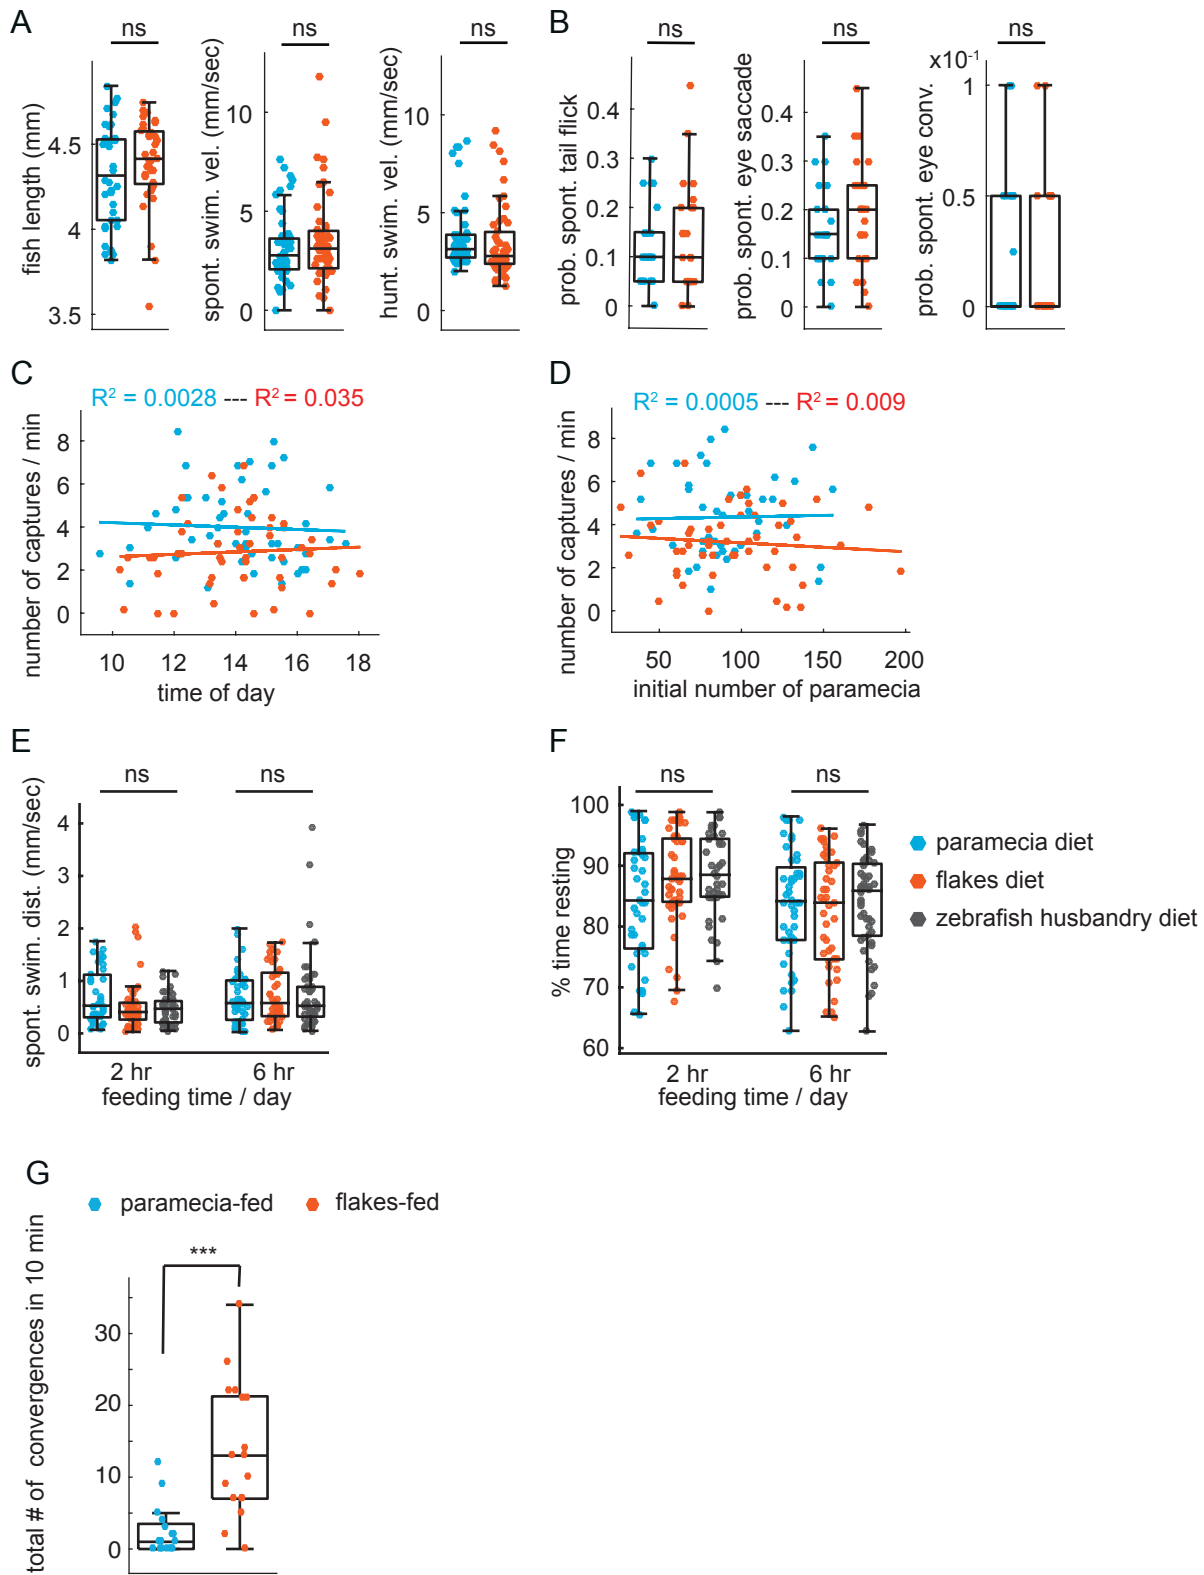 A
ns
fish length (mm)
4.5
4
3.5
ns
spont. swim. vel. (mm/sec)
10
5
0
ns
hunt. swim. vel. (mm/sec)
10
5
0
B
ns
prob. spont. tail flick
0.4
0.3
0.2
0.1
0
ns
prob. spont. eye saccade
0.4
0.3
0.2
0.1
0
ns
prob. spont. eye conv.
x10-1
1
0.5
0
C
R² = 0.0028 --- R² = 0.035
number of captures / min
8
6
4
2
0
10 12 14 16 18
time of day
D
R² = 0.0005 --- R² = 0.009
number of captures / min
8
6
4
2
0
50 100 150 200
initial number of paramecia
E
ns ns
spont. swim. dist. (mm/sec)
4
3
2
1
0
2 hr 6 hr
feeding time / day
F
ns ns
% time resting
100
90
80
70
60
2 hr 6 hr
feeding time / day
paramecia diet
flakes diet
zebrafish husbandry diet
G
paramecia-fed flakes-fed
***
total # of convergences in 10 min
30
20
10
0